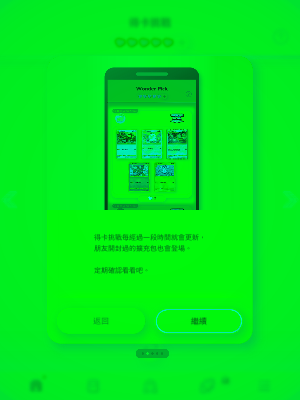 得卡挑戰
Wonder Pick
得卡挑戰每經過一段時間就會更新,
朋友開封過的擴充包也會登場。
定期確認看看吧。
返回
繼續